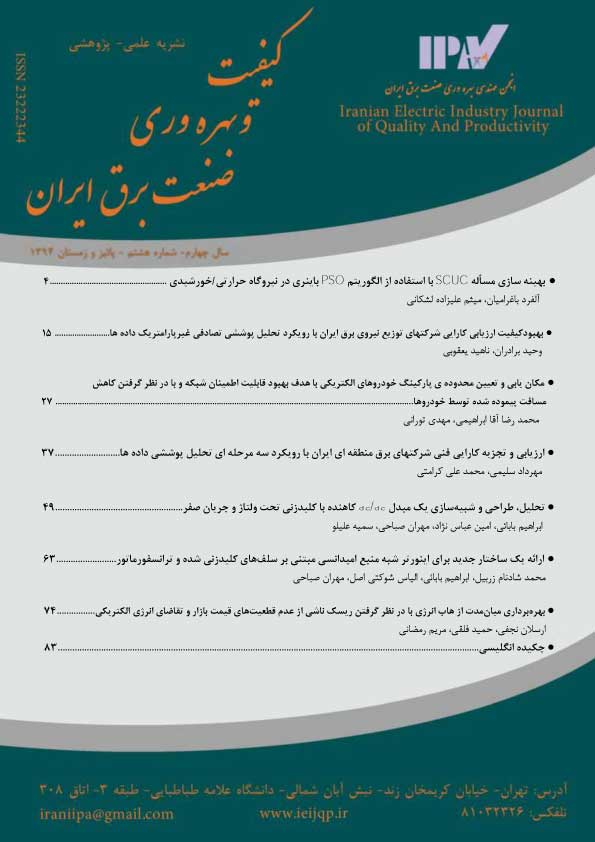 نشریه علمی- پژوهشی
ISSN 23222344
کیفیت
و بهره وری
صنعت برق ایران
IPA
انجمن مهندسی بهره وری صنعت برق ایران
Iranian Electric Industry Journal
of Quality And Productivity
سال چهارم- شماره هشتم - پائیز و زمستان ۱۳۹۴
● بهینه سازی مسأله SCUC با استفاده از الگوریتم PSO باینری در نیروگاه حرارتی/خورشیدی ......................... ۴
آلفرد باغرامیان، میثم علیزاده لشکانی
● بهبودکیفیت ارزیابی کارایی شرکتهای توزیع نیروی برق ایران با رویکرد تحلیل پوششی تصادفی غیرپارامتریک داده ها......................... ۱۵
وحید برادران، ناهید یعقوبی
● مکان یابی و تعیین محدوده ی پارکینگ خودروهای الکتریکی با هدف بهبود قابلیت اطمینان شبکه و با در نظر گرفتن کاهش
مسافت پیموده شده توسط خودروها......................... ۲۷
محمد رضا آقا ابراهیمی، مهدی تورانی
● ارزیابی و تجزیه کارایی فنی شرکتهای برق منطقه ای ایران با رویکرد سه مرحله ای تحلیل پوششی داده ها......................... ۳۷
مهرداد سلیمی، محمد علی کرامتی
● تحلیل، طراحی و شبیه‌سازی یک مبدل dc/dc کاهنده با کلیدزنی تحت ولتاژ و جریان صفر......................... ۴۹
ابراهیم بابائی، امین عباس نژاد، مهران صباحی، سمیه علیلو
● ارائه یک ساختار جدید برای اینورتر شبه منبع امپدانسی مبتنی بر سلف‌های کلیدزنی شده و ترانسفورماتور......................... ۶۳
محمد شادنام زربیل، ابراهیم بابائی، الیاس شوکتی اصل، مهران صباحی
● بهره‌برداری میان‌مدت از هاب انرژی با در نظر گرفتن ریسک ناشی از عدم قطعیت‌های قیمت بازار و تقاضای انرژی الکتریکی......................... ۷۴
ارسلان نجفی، حمید فلقی، مریم رمضانی
● چکیده انگلیسی......................... ۸۳
آدرس: تهران- خیابان کریمخان زند- نبش آبان شمالی- دانشگاه علامه طباطبایی- طبقه ۳- اتاق ۳۰۸
تلفکس: ۸۱۰۳۲۳۲۶
www.ieijqp.ir
iraniipa@gmail.com